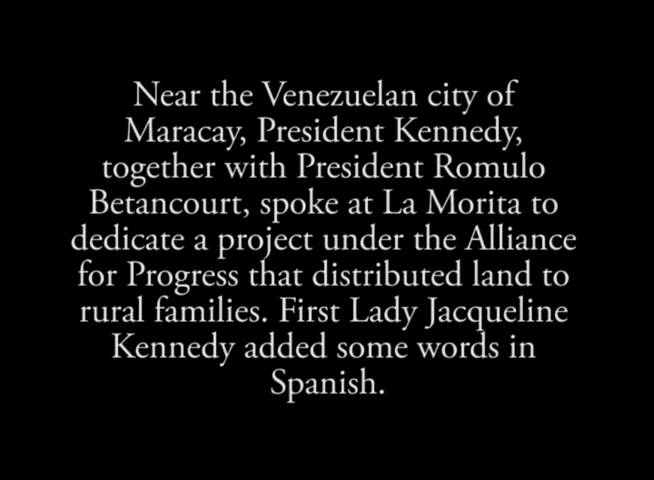 Near the Venezuelan city of
Maracay, President Kennedy,
together with President Romulo
Betancourt, spoke at La Morita to
dedicate a project under the Alliance
for Progress that distributed land to
rural families. First Lady Jacqueline
Kennedy added some words in
Spanish.